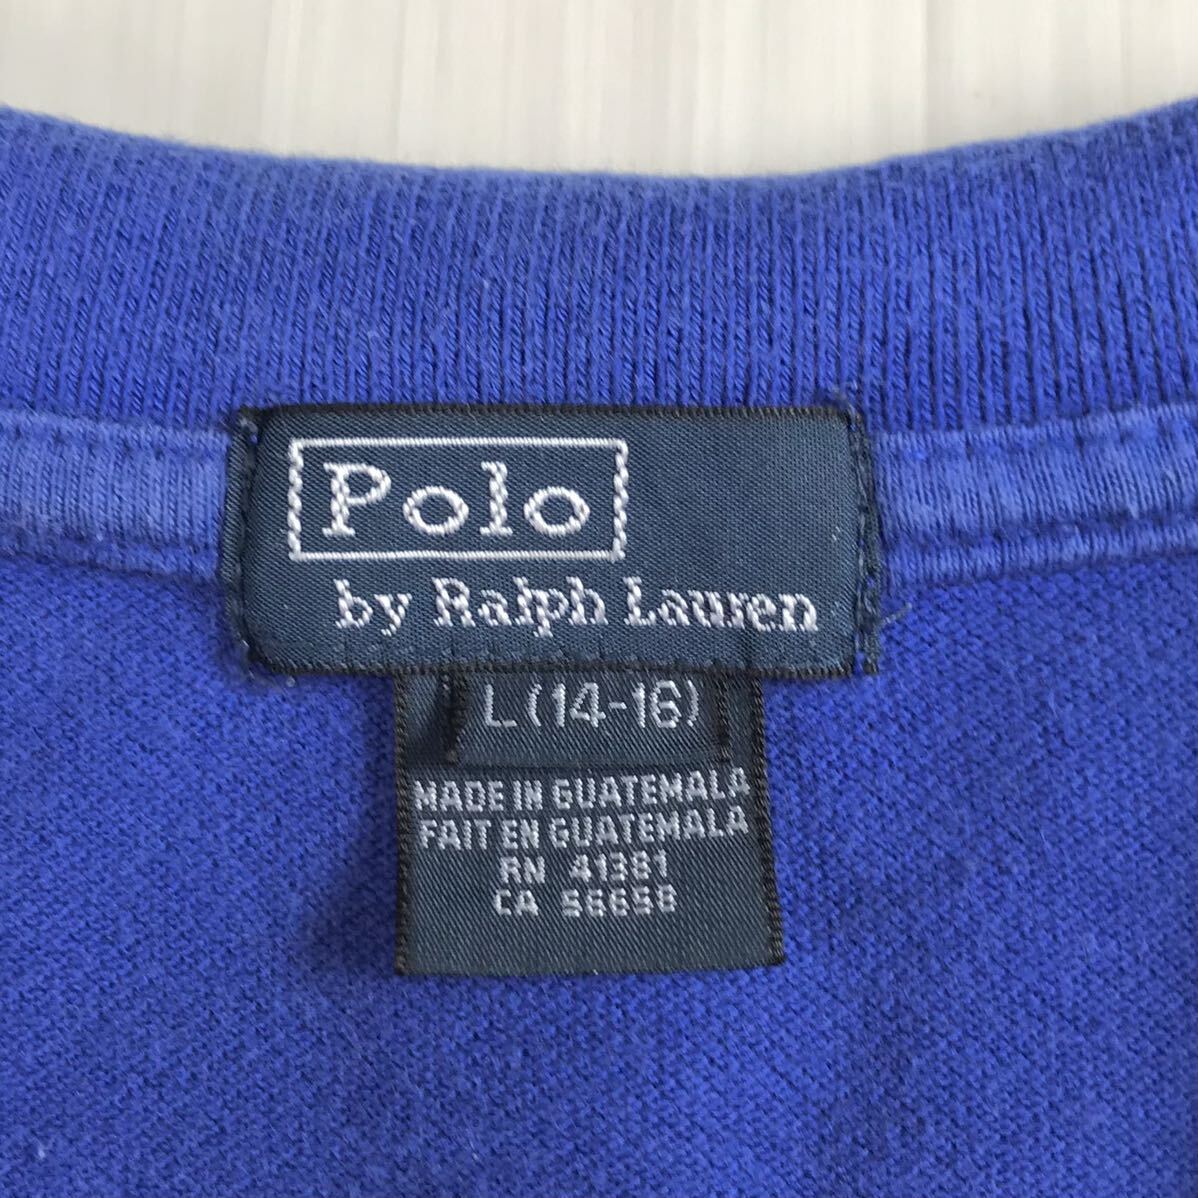 Polo
by Ralph Lauren
L (14-16)
MADE IN GUATEMALA
FAIT EN GUATEMALA
RN 41381
CA 56658